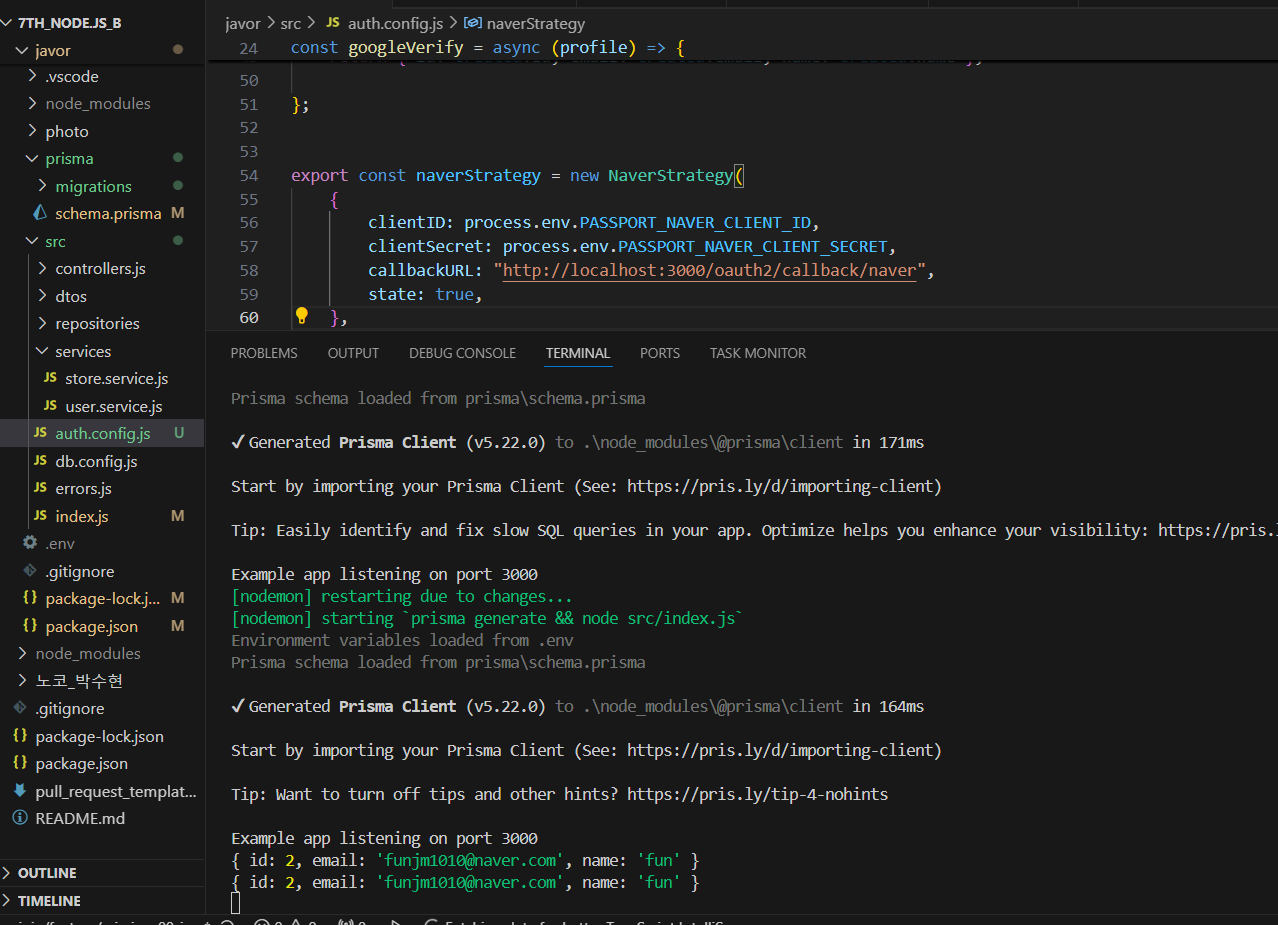 7TH_NODE.JS_B
javor
.vscode
node_modules
photo
prisma
migrations
schema.prisma M
src
controllers.js
dtos
repositories
services
JS store.service.js
JS user.service.js
JS auth.config.js U
JS db.config.js
JS errors.js
JS index.js M
.env
.gitignore
{} package-lock.j... M
{} package.json M
node_modules
노코_박수현
.gitignore
{} package-lock.json
{} package.json
pull_request_templat...
README.md
OUTLINE
TIMELINE
javor > src > JS auth.config.js > naverStrategy
24 const googleVerify = async (profile) => {
50
51 };
52
53
54 export const naverStrategy = new NaverStrategy(
55 {
56 clientID: process.env.PASSPORT_NAVER_CLIENT_ID,
57 clientSecret: process.env.PASSPORT_NAVER_CLIENT_SECRET,
58 callbackURL: "http://localhost:3000/oauth2/callback/naver",
59 state: true,
60 },
PROBLEMS OUTPUT DEBUG CONSOLE TERMINAL PORTS TASK MONITOR
Prisma schema loaded from prisma\schema.prisma
✔ Generated Prisma Client (v5.22.0) to .\node_modules\@prisma\client in 171ms
Start by importing your Prisma Client (See: https://pris.ly/d/importing-client)
Tip: Easily identify and fix slow SQL queries in your app. Optimize helps you enhance your visibility: https://pris.
Example app listening on port 3000
[nodemon] restarting due to changes...
[nodemon] starting `prisma generate && node src/index.js`
Environment variables loaded from .env
Prisma schema loaded from prisma\schema.prisma
✔ Generated Prisma Client (v5.22.0) to .\node_modules\@prisma\client in 164ms
Start by importing your Prisma Client (See: https://pris.ly/d/importing-client)
Tip: Want to turn off tips and other hints? https://pris.ly/tip-4-nohints
Example app listening on port 3000
{ id: 2, email: 'funjm1010@naver.com', name: 'fun' }
{ id: 2, email: 'funjm1010@naver.com', name: 'fun' }